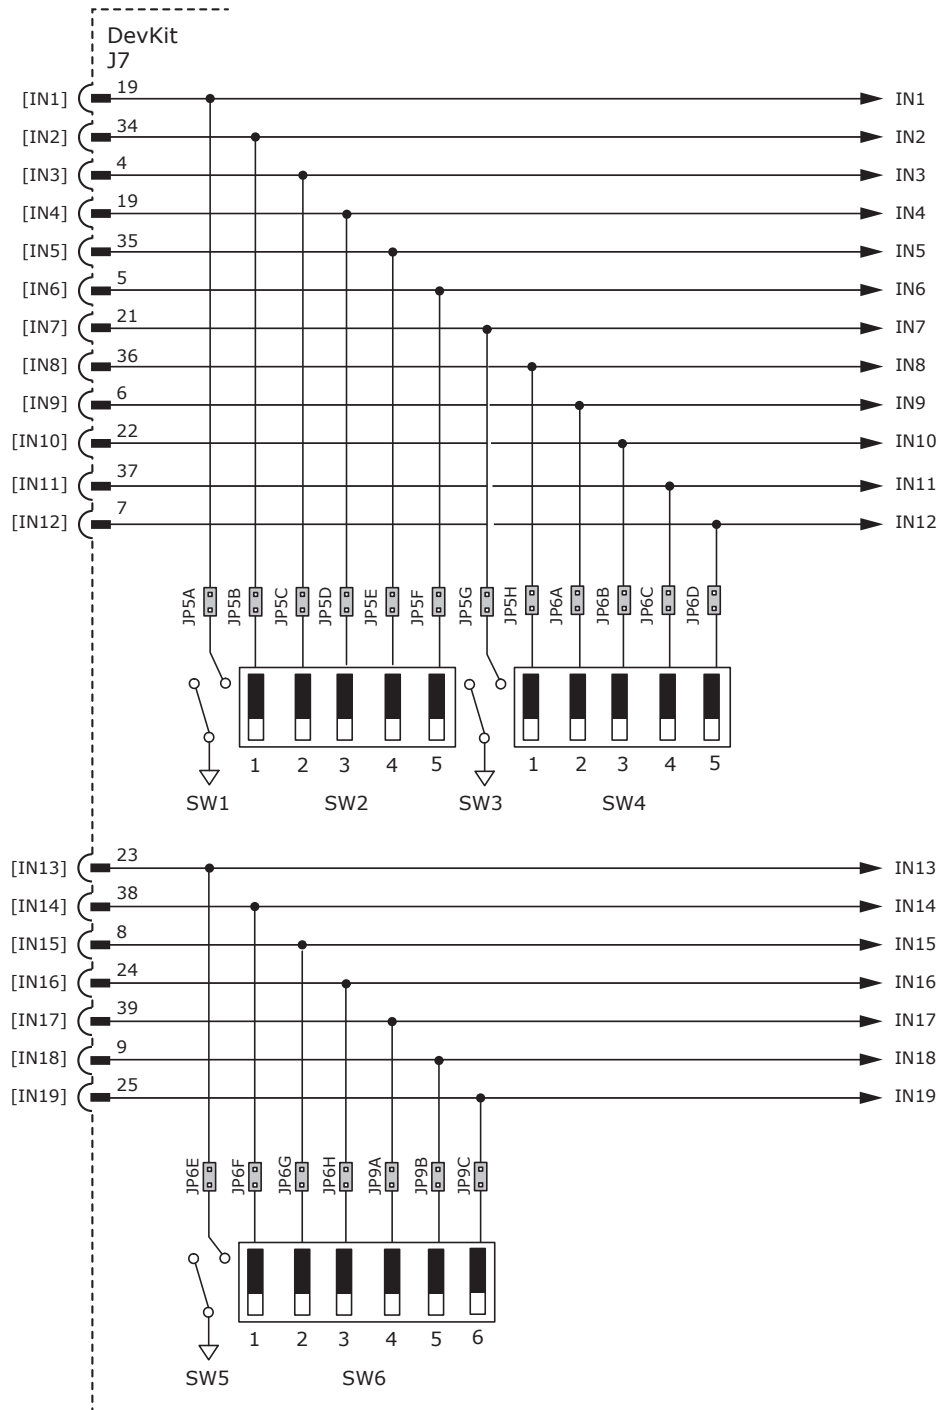 DevKit
J7
[IN1] 19 IN1
[IN2] 34 IN2
[IN3] 4 IN3
[IN4] 19 IN4
[IN5] 35 IN5
[IN6] 5 IN6
[IN7] 21 IN7
[IN8] 36 IN8
[IN9] 6 IN9
[IN10] 22 IN10
[IN11] 37 IN11
[IN12] 7 IN12
JP5A JP5B JP5C JP5D JP5E JP5F JP5G JP5H JP6A JP6B JP6C JP6D
1 2 3 4 5 1 2 3 4 5
SW1 SW2 SW3 SW4
[IN13] 23 IN13
[IN14] 38 IN14
[IN15] 8 IN15
[IN16] 24 IN16
[IN17] 39 IN17
[IN18] 9 IN18
[IN19] 25 IN19
JP6E JP6F JP6G JP6H JP9A JP9B JP9C
1 2 3 4 5 6
SW5 SW6